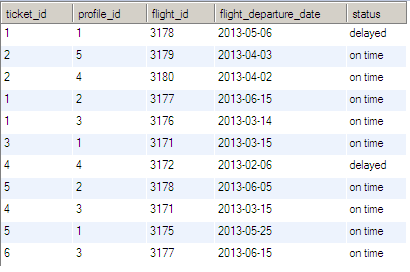 ticket_id profile_id flight_id flight_departure_date status
1 1 3178 2013-05-06 delayed
2 5 3179 2013-04-03 on time
2 4 3180 2013-04-02 on time
1 2 3177 2013-06-15 on time
1 3 3176 2013-03-14 on time
3 1 3171 2013-03-15 on time
4 4 3172 2013-02-06 delayed
5 2 3178 2013-06-05 on time
4 3 3171 2013-03-15 on time
5 1 3175 2013-05-25 on time
6 3 3177 2013-06-15 on time